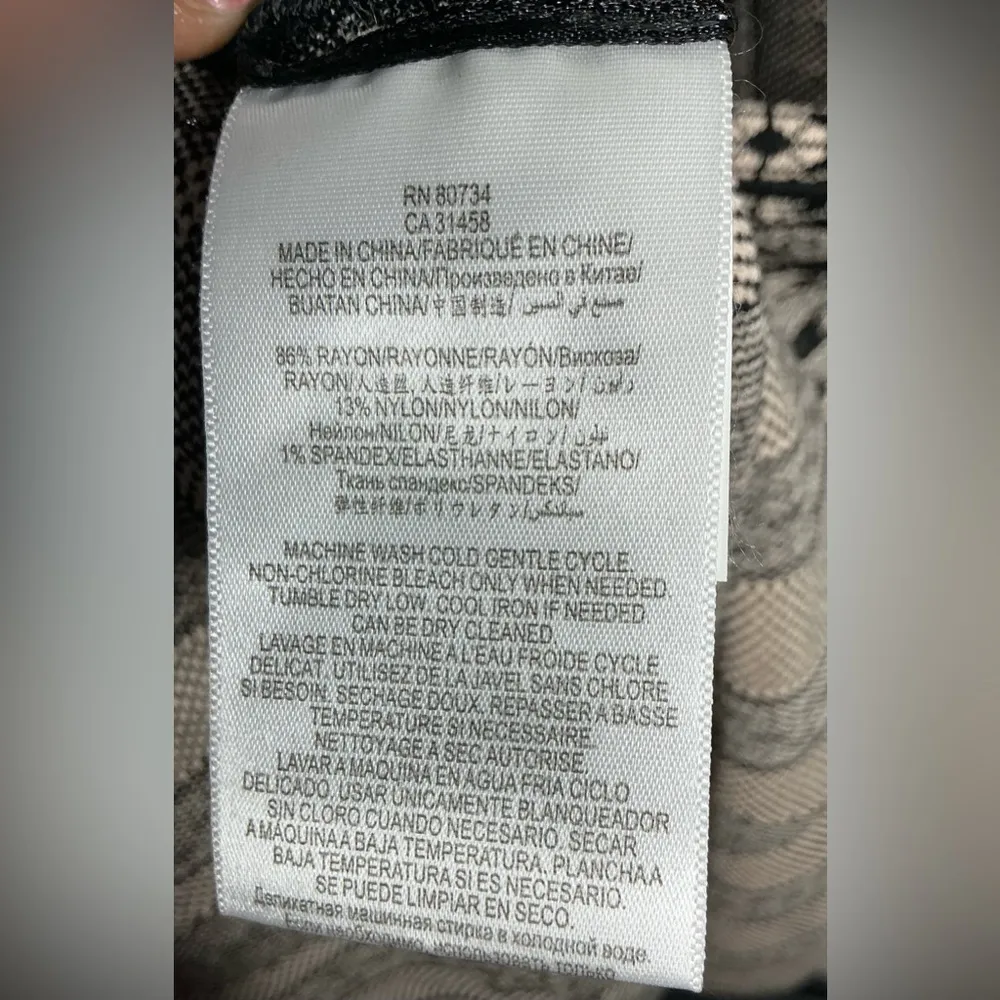 RN 80734
CA 31458
MADE IN CHINA/FABRIQUÉ EN CHINE/
HECHO EN CHINA/Произведено в Китае/
BUATAN CHINA/中国制造/صنع في الصين
86% RAYON/RAYONNE/RAYÓN/Вискоза/
RAYON/人造丝, 人造纤维/レーヨン/رايون
13% NYLON/NYLON/NILON/
Нейлон/NILON/尼龙/ナイロン/نايلون
1% SPANDEX/ELASTHANNE/ELASTANO/
Ткань спандекс/SPANDEKS/
弹性纤维/ポリウレタン/سباندكس
MACHINE WASH COLD GENTLE CYCLE
NON-CHLORINE BLEACH ONLY WHEN NEEDED
TUMBLE DRY LOW. COOL IRON IF NEEDED
CAN BE DRY CLEANED
LAVAGE EN MACHINE A L'EAU FROIDE CYCLE
DELICAT. UTILISEZ DE LA JAVEL SANS CHLORE
SI BESOIN. SECHAGE DOUX. REPASSER A BASSE
TEMPERATURE SI NECESSAIRE.
NETTOYAGE A SEC AUTORISE.
LAVAR A MAQUINA EN AGUA FRIA CICLO
DELICADO. USAR UNICAMENTE BLANQUEADOR
SIN CLORO CUANDO NECESARIO. SECAR
A MÁQUINA A BAJA TEMPERATURA. PLANCHA A
BAJA TEMPERATURA SI ES NECESARIO.
SE PUEDE LIMPIAR EN SECO.
Деликатная машинная стирка в холодной воде.
использовать только